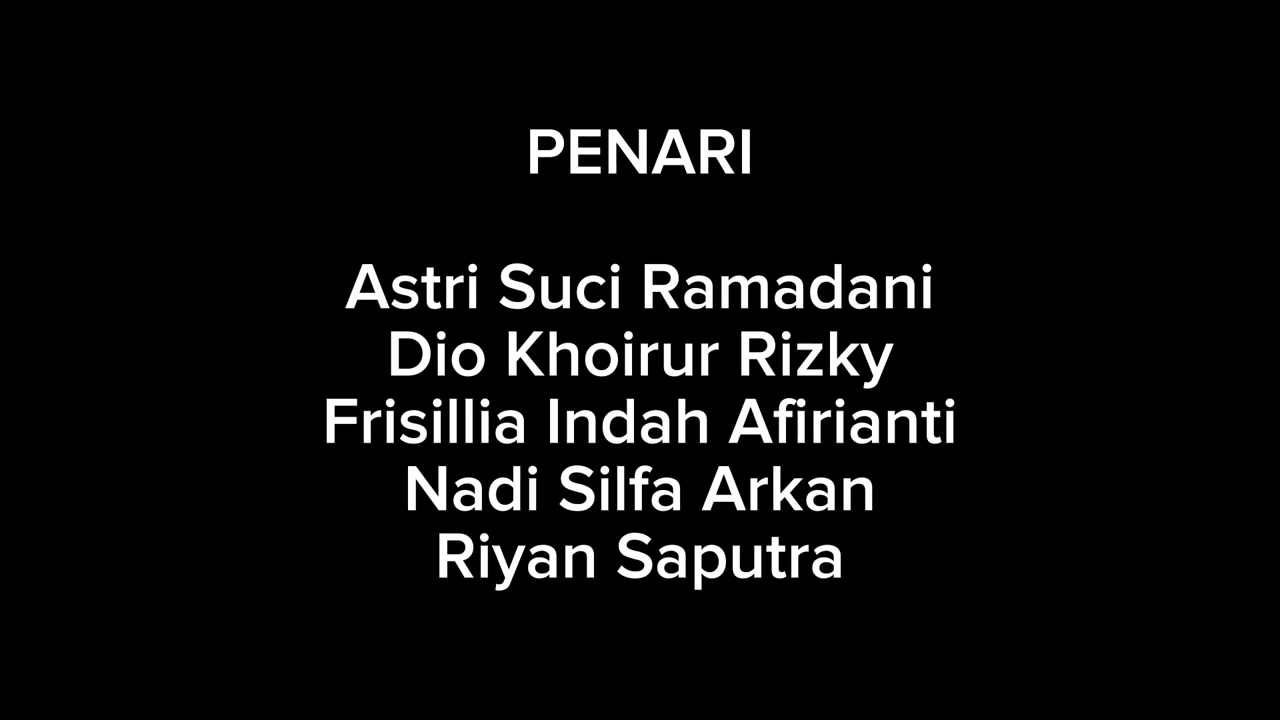 PENARI
Astri Suci Ramadani
Dio Khoirur Rizky
Frisillia Indah Afirianti
Nadi Silfa Arkan
Riyan Saputra